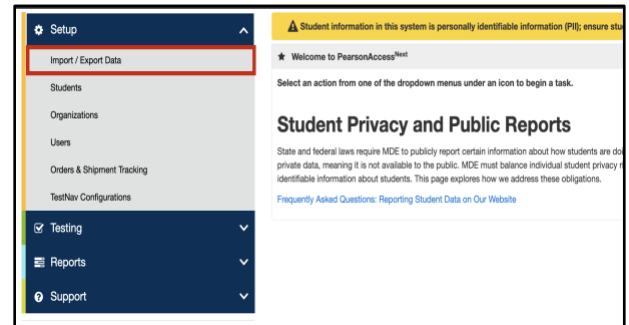 Setup
Import / Export Data
Students
Organizations
Users
Orders & Shipment Tracking
TestNav Configurations
Testing
Reports
Support
Student information in this system is personally identifiable information (PII); ensure
Welcome to PearsonAccessNext
Select an action from one of the dropdown menus under an icon to begin a task.
Student Privacy and Public Reports
State and federal laws require MDE to publicly report certain information about how students are
private data, meaning it is not available to the public. MDE must balance individual student privacy
identifiable information about students. This page explores how we address these obligations.
Frequently Asked Questions: Reporting Student Data on Our Website